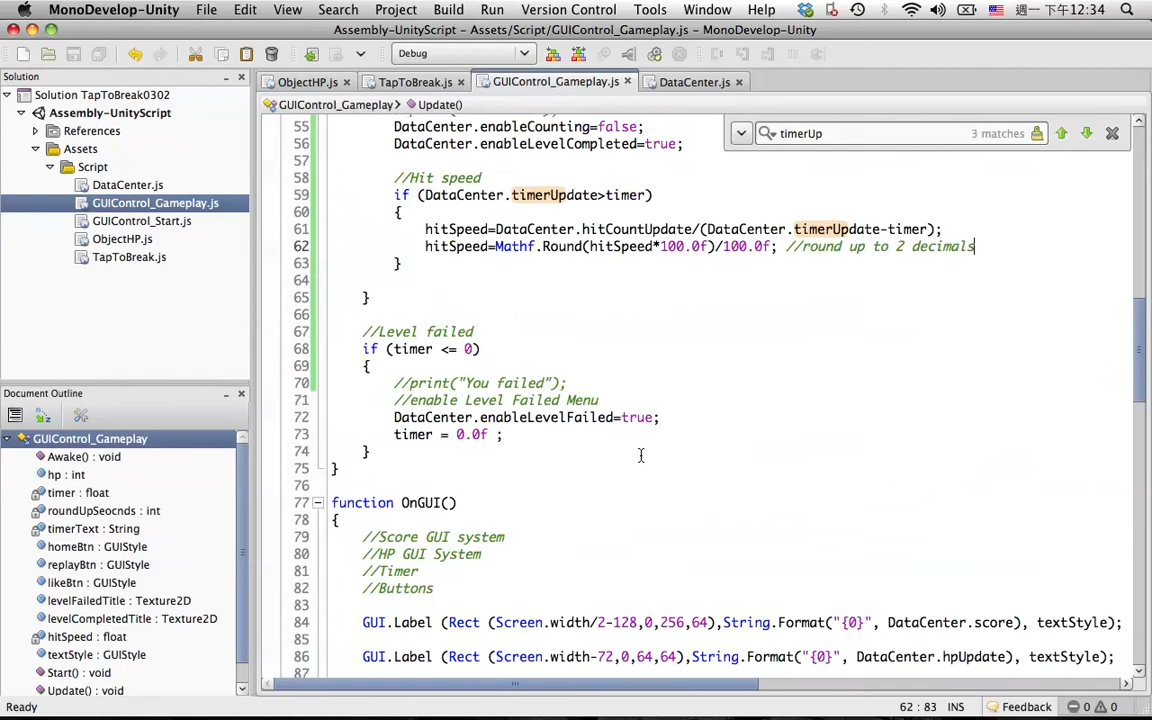 MonoDevelop-Unity File Edit View Search Project Build Run Version Control Tools Window Help 週一 下午12:34
Assembly-UnityScript – Assets/Script/GUIControl_Gameplay.js – MonoDevelop-Unity
Debug
Solution
ObjectHP.js TapToBreak.js GUIControl_Gameplay.js DataCenter.js
Solution TapToBreak0302
GUIControl_Gameplay Update()
Assembly-UnityScript
References
Assets
Script
DataCenter.js
GUIControl_Gameplay.js
GUIControl_Start.js
ObjectHP.js
TapToBreak.js
timerUp 3 matches
55 DataCenter.enableCounting=false;
56 DataCenter.enableLevelCompleted=true;
57
58 //Hit speed
59 if (DataCenter.timerUpdate>timer)
60 {
61 hitSpeed=DataCenter.hitCountUpdate/(DataCenter.timerUpdate-timer);
62 hitSpeed=Mathf.Round(hitSpeed*100.0f)/100.0f; //round up to 2 decimals
63 }
64
65 }
66
67 //Level failed
68 if (timer <= 0)
69 {
70 //print("You failed");
71 //enable Level Failed Menu
72 DataCenter.enableLevelFailed=true;
73 timer = 0.0f ;
74 }
75 }
76
77 function OnGUI()
78 {
79 //Score GUI system
80 //HP GUI System
81 //Timer
82 //Buttons
83
84 GUI.Label (Rect (Screen.width/2-128,0,256,64),String.Format("{0}", DataCenter.score), textStyle);
85
86 GUI.Label (Rect (Screen.width-72,0,64,64),String.Format("{0}", DataCenter.hpUpdate), textStyle);
Document Outline
GUIControl_Gameplay
Awake() : void
hp : int
timer : float
roundUpSeocnds : int
timerText : String
homeBtn : GUIStyle
replayBtn : GUIStyle
likeBtn : GUIStyle
levelFailedTitle : Texture2D
levelCompletedTitle : Texture2D
hitSpeed : float
textStyle : GUIStyle
Start() : void
Update() : void
Ready 62 : 83 INS Feedback 0 0